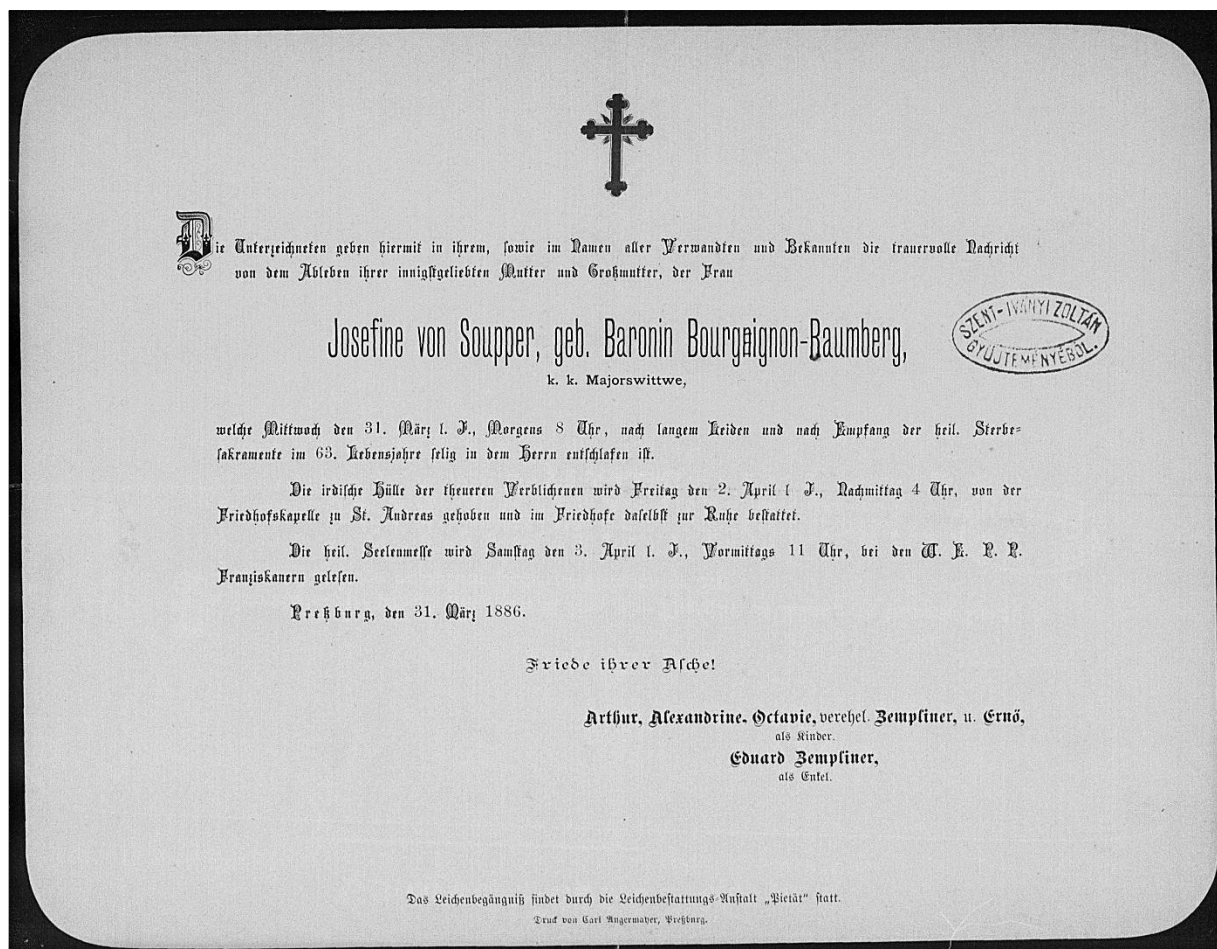 Die Unterzeichneten geben hiermit in ihrem, sowie im Namen aller Verwandten und Bekannten die trauervolle Nachricht
von dem Ableben ihrer innigstgeliebten Mutter und Großmutter, der Frau
Josefine von Soupper, geb. Baronin Bourguignon-Baumberg,
k. k. Majorswittwe,
SZENT-IVÁNYI ZOLTÁN
GYŰJTEMÉNYÉBŐL.
welche Mittwoch den 31. März l. J., Morgens 8 Uhr, nach langem Leiden und nach Empfang der heil. Sterbe=
sakramente im 63. Lebensjahre selig in dem Herrn entschlafen ist.
Die irdische Hülle der theueren Verblichenen wird Freitag den 2. April l J., Nachmittag 4 Uhr, von der
Friedhofskapelle zu St. Andreas gehoben und im Friedhofe daselbst zur Ruhe bestattet.
Die heil. Seelenmesse wird Samstag den 3. April l. J., Vormittags 11 Uhr, bei den W. E. P. P.
Franziskanern gelesen.
Preßburg, den 31. März 1886.
Friede ihrer Asche!
Arthur, Alexandrine, Octavie, verehel. Zempliner, u. Ernő,
als Kinder.
Eduard Zempliner,
als Enkel.
Das Leichenbegängniß findet durch die Leichenbestattungs-Anstalt „Pietät" statt.
Druck von Carl Angermayer, Preßburg.